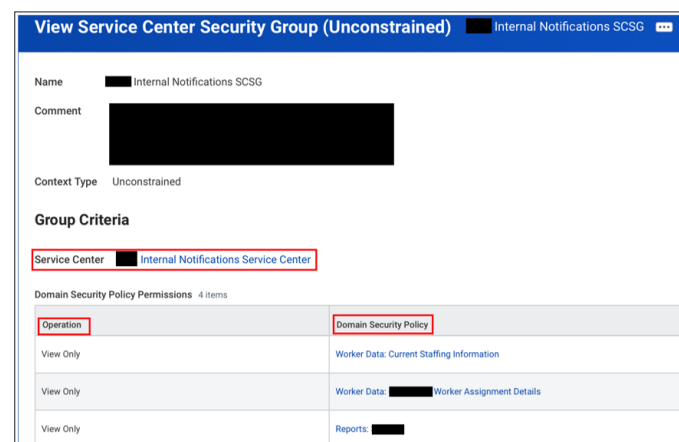 View Service Center Security Group (Unconstrained) Internal Notifications SCSG
Name Internal Notifications SCSG
Comment
Context Type Unconstrained
Group Criteria
Service Center Internal Notifications Service Center
Domain Security Policy Permissions 4 items
Operation Domain Security Policy
View Only Worker Data: Current Staffing Information
View Only Worker Data: Worker Assignment Details
View Only Reports: